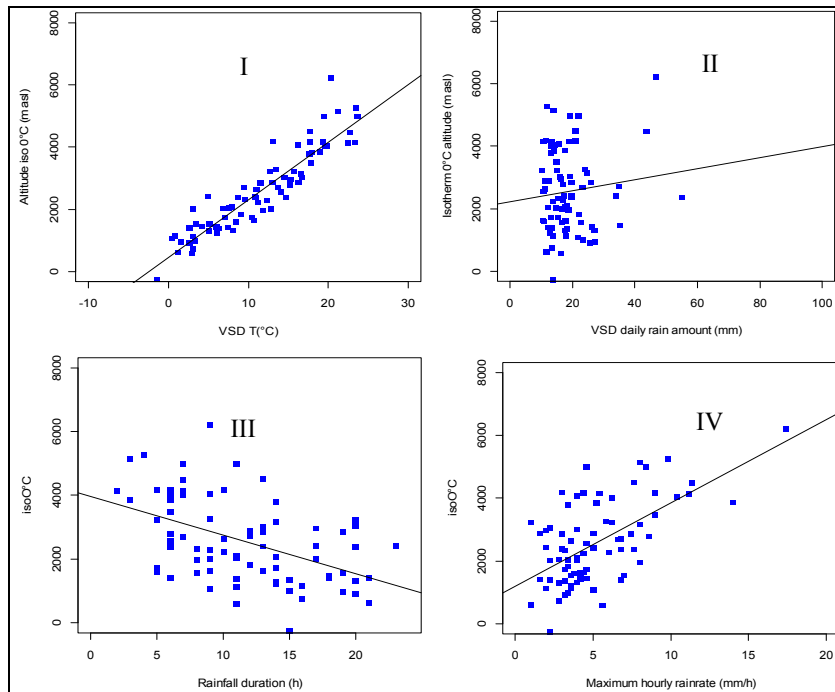 I
Altitude iso 0°C (masl)
0 2000 4000 6000 8000
-10 0 10 20 30
VSD T(°C)
II
Isotherm 0°C altitude (masl)
0 2000 4000 6000 8000
0 20 40 60 80 100
VSD daily rain amount (mm)
III
isoO°C
0 2000 4000 6000 8000
0 5 10 15 20
Rainfall duration (h)
IV
isoO°C
0 2000 4000 6000 8000
0 5 10 15 20
Maximum hourly rainrate (mm/h)